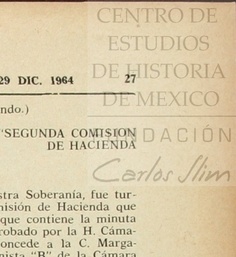 CENTRO DE
ESTUDIOS
DE HISTORIA
DE MEXICO
FUNDACIÓN
Carlos Slim
29 DIC. 1964 27
ndo.)
"SEGUNDA COMISION
DE HACIENDA
stra Soberanía, fue tur-
misión de Hacienda que
que contiene la minuta
robado por la H. Cáma-
oncede a la C. Marga-
nista "B" de la Cámara